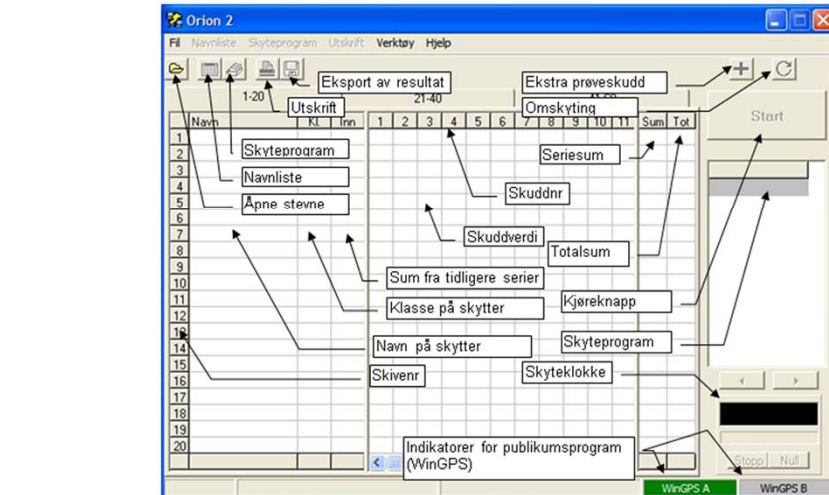 Orion 2
Fil Navnliste Skyteprogram Utskrift Verktøy Hjelp
Eksport av resultat
Ekstra prøveskudd
1-20 21-40
Utskrift
Omskyting
Start
Navn Kl. Inn 1 2 3 4 5 6 7 8 9 10 11 Sum Tot
1
Skyteprogram
Seriesum
2
3
Navnliste
4
Skuddnr
5
Åpne stevne
6
7
Skuddverdi
8
Totalsum
9
10
Sum fra tidligere serier
11
Klasse på skytter
Kjøreknapp
12
13
14
Navn på skytter
Skyteprogram
15
16
Skivenr
Skyteklokke
17
18
19
20
Indikatorer for publikumsprogram
(WinGPS)
Stopp Null
WinGPS A WinGPS B